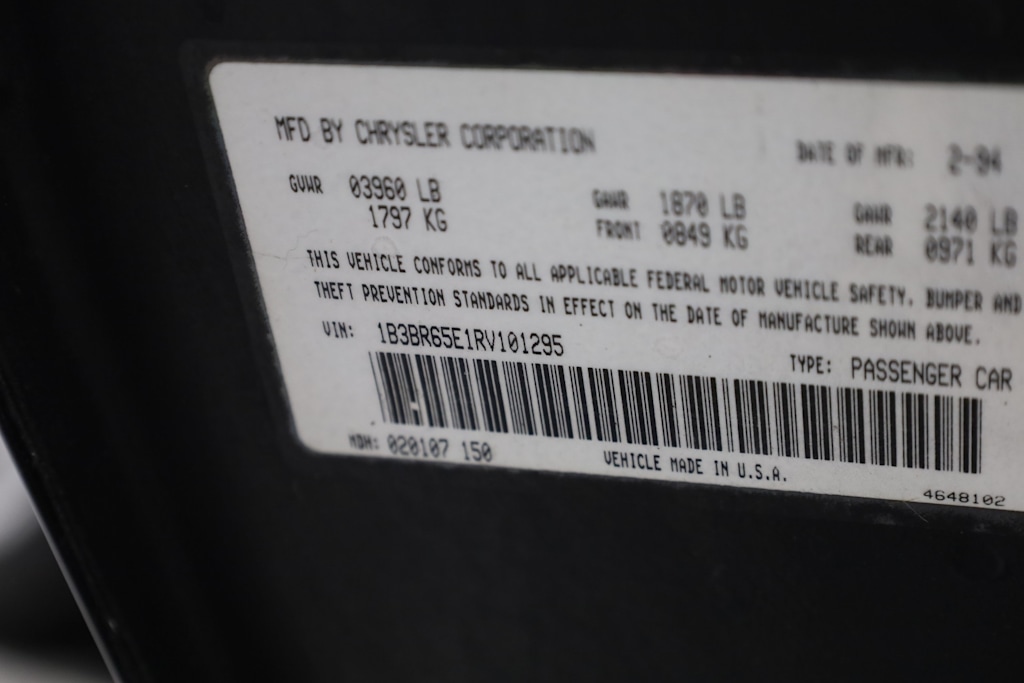 MFD BY CHRYSLER CORPORATION DATE OF MFR: 2-94
GVWR 03960 LB GAWR 1870 LB GAWR 2140 LB
1797 KG FRONT 0849 KG REAR 0971 KG
THIS VEHICLE CONFORMS TO ALL APPLICABLE FEDERAL MOTOR VEHICLE SAFETY, BUMPER AND
THEFT PREVENTION STANDARDS IN EFFECT ON THE DATE OF MANUFACTURE SHOWN ABOVE.
VIN: 1B3BR65E1RV101295 TYPE: PASSENGER CAR
MDH: 020107 150 VEHICLE MADE IN U.S.A.
4648102